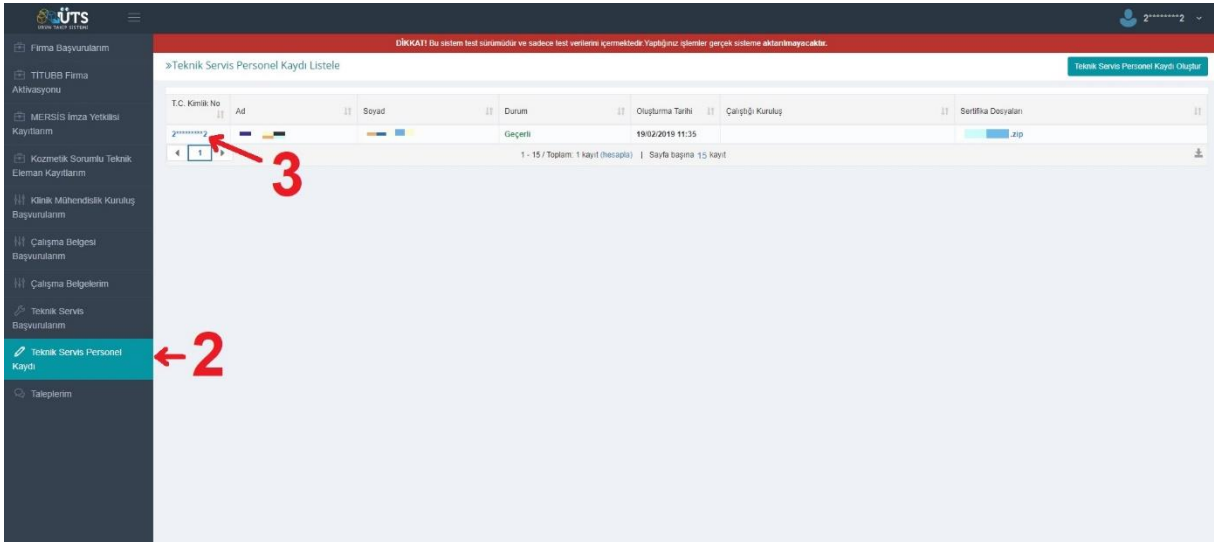 ÜTS
ÜRÜN TAKİP SİSTEMİ
2********2
Firma Başvurularım
TİTUBB Firma
Aktivasyonu
MERSİS İmza Yetkilisi
Kayıtlarım
Kozmetik Sorumlu Teknik
Eleman Kayıtlarım
Klinik Mühendislik Kuruluş
Başvurularım
Çalışma Belgesi
Başvurularım
Çalışma Belgelerim
Teknik Servis
Başvurularım
Teknik Servis Personel
Kaydı
Taleplerim
DİKKAT! Bu sistem test sürümüdür ve sadece test verilerini içermektedir.Yaptığınız işlemler gerçek sisteme aktarılmayacaktır.
»Teknik Servis Personel Kaydı Listele
Teknik Servis Personel Kaydı Oluştur
T.C. Kimlik No Ad Soyad Durum Oluşturma Tarihi Çalıştığı Kuruluş Sertifika Dosyaları
2*********2 Geçerli 19/02/2019 11:35 .zip
1 1 - 15 / Toplam: 1 kayıt (hesapla) | Sayfa başına 15 kayıt
3
2